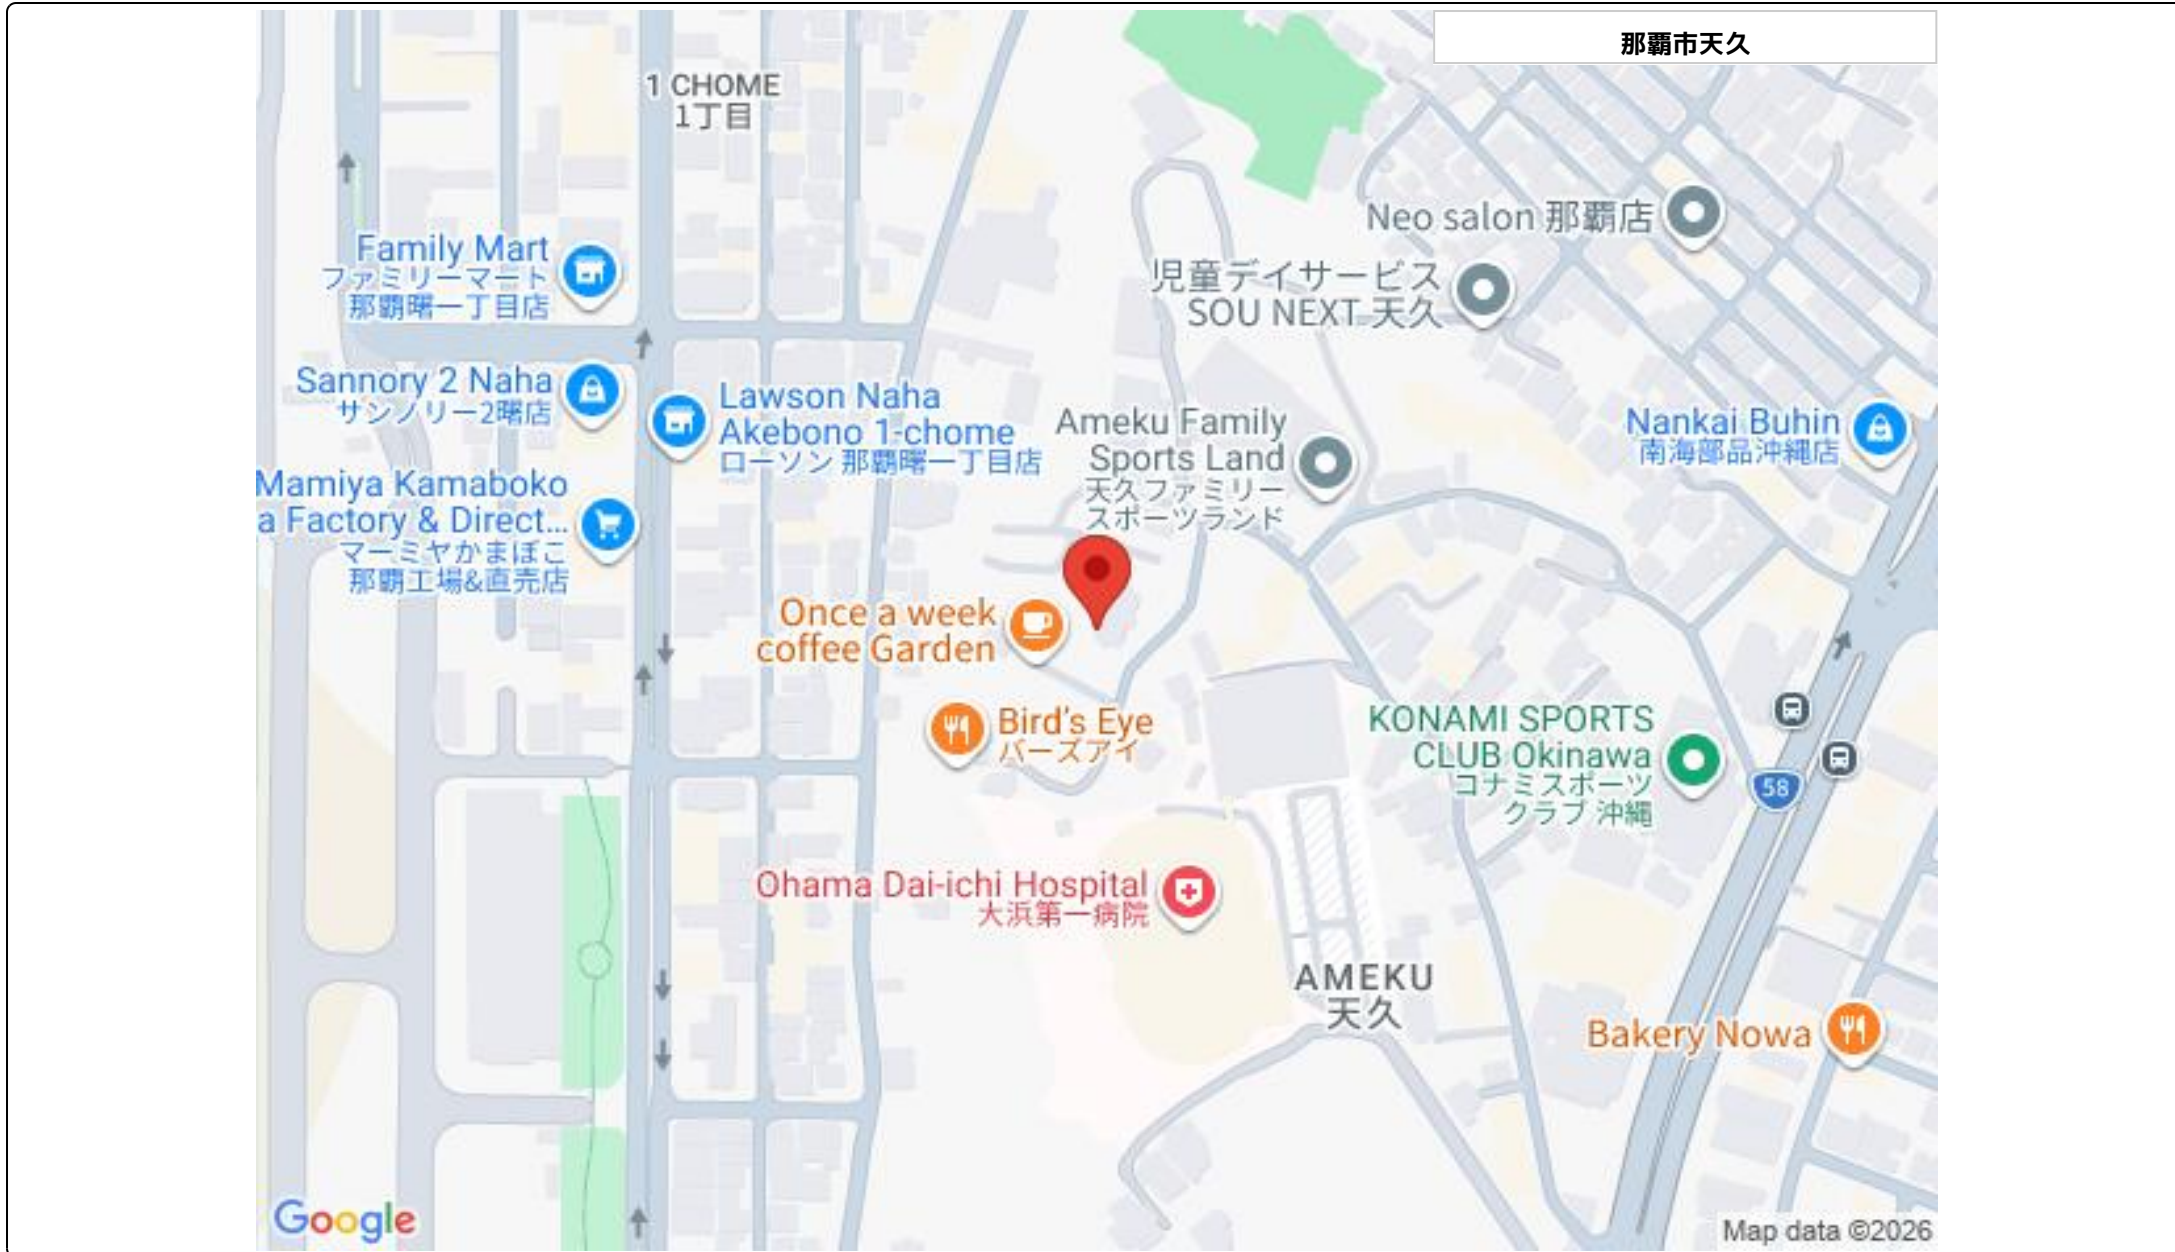 那覇市天久
1 CHOME
1丁目
Neo salon 那覇店
Family Mart
ファミリーマート
那覇曙一丁目店
児童デイサービス
SOU NEXT 天久
Sannory 2 Naha
サンノリー2曙店
Lawson Naha
Akebono 1-chome
ローソン 那覇曙一丁目店
Ameku Family
Sports Land
天久ファミリー
スポーツランド
Nankai Buhin
南海部品沖縄店
Mamiya Kamaboko
a Factory & Direct...
マーミヤかまぼこ
那覇工場&直売店
Once a week
coffee Garden
Bird's Eye
バーズアイ
KONAMI SPORTS
CLUB Okinawa
コナミスポーツ
クラブ 沖縄
58
Ohama Dai-ichi Hospital
大浜第一病院
AMEKU
天久
Bakery Nowa
Google
Map data ©2026